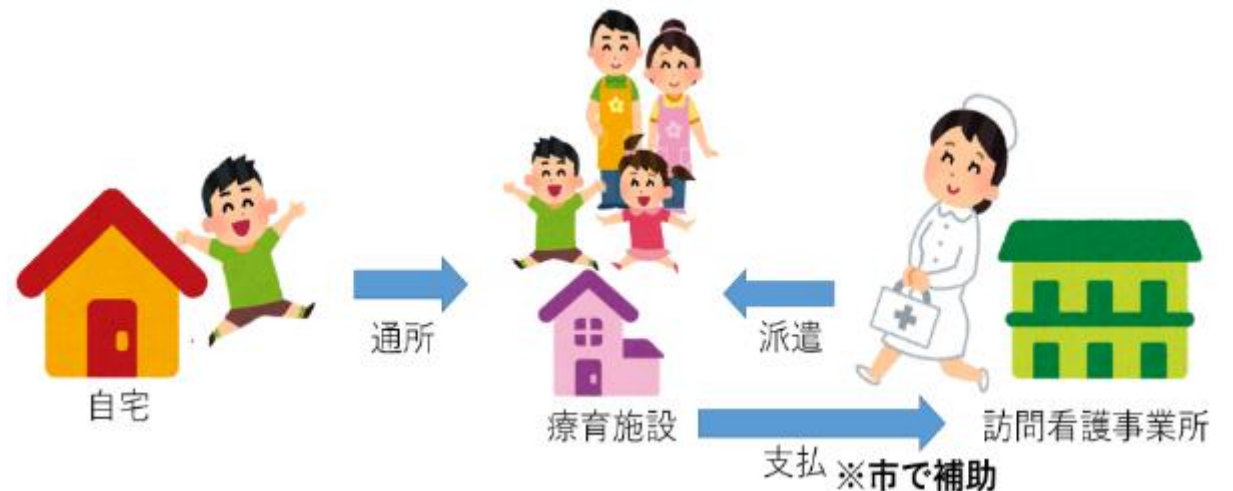 通所
派遣
自宅
療育施設
訪問看護事業所
支払 ※市で補助